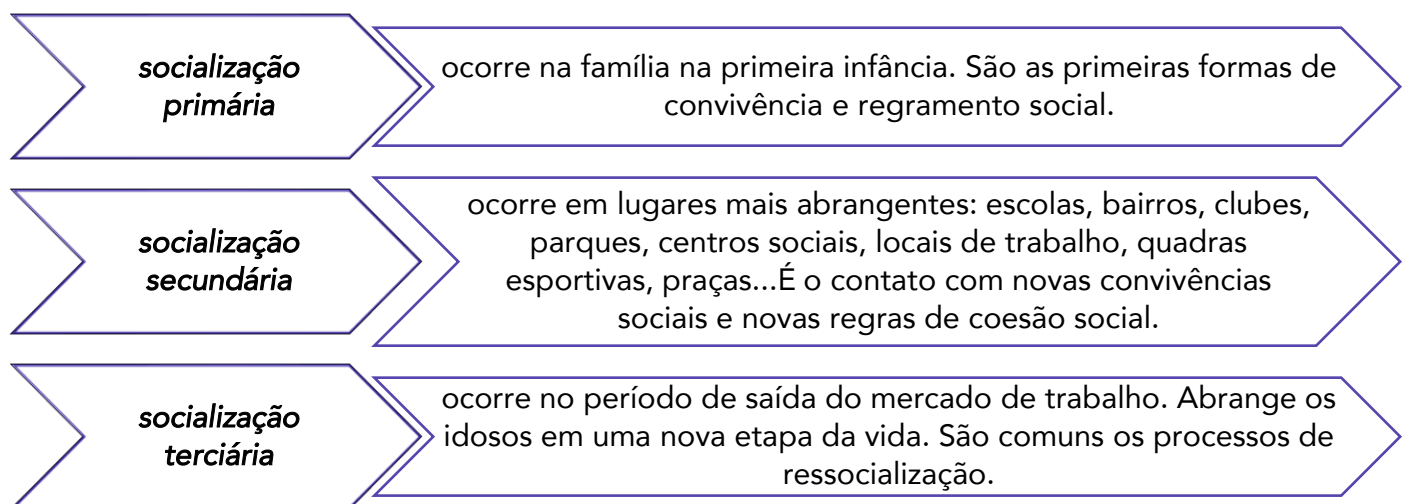 socialização
primária
ocorre na família na primeira infância. São as primeiras formas de
convivência e regramento social.
socialização
secundária
ocorre em lugares mais abrangentes: escolas, bairros, clubes,
parques, centros sociais, locais de trabalho, quadras
esportivas, praças...É o contato com novas convivências
sociais e novas regras de coesão social.
socialização
terciária
ocorre no período de saída do mercado de trabalho. Abrange os
idosos em uma nova etapa da vida. São comuns os processos de
ressocialização.